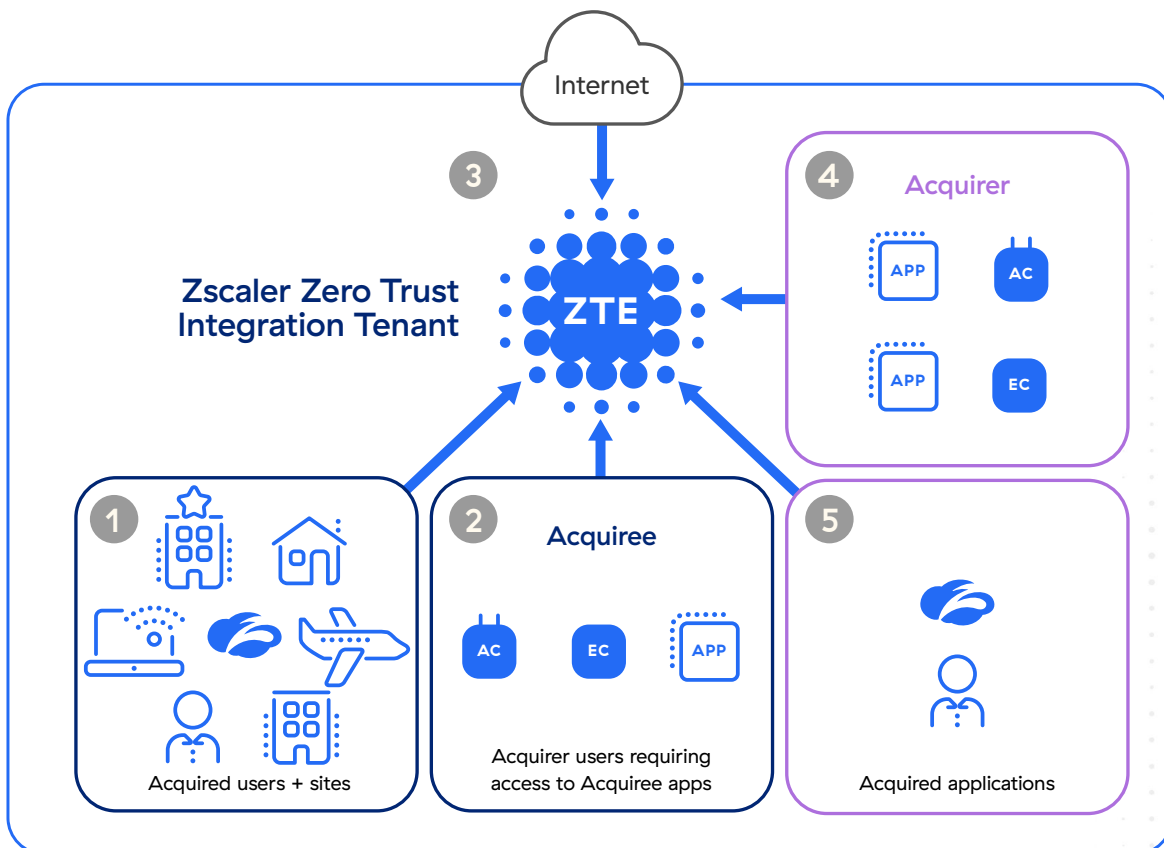 Internet
3
4
Acquirer
APP
AC
Zscaler Zero Trust
Integration Tenant
ZTE
APP
EC
1
2
Acquiree
5
AC
EC
APP
Acquired users + sites
Acquirer users requiring
access to Acquiree apps
Acquired applications